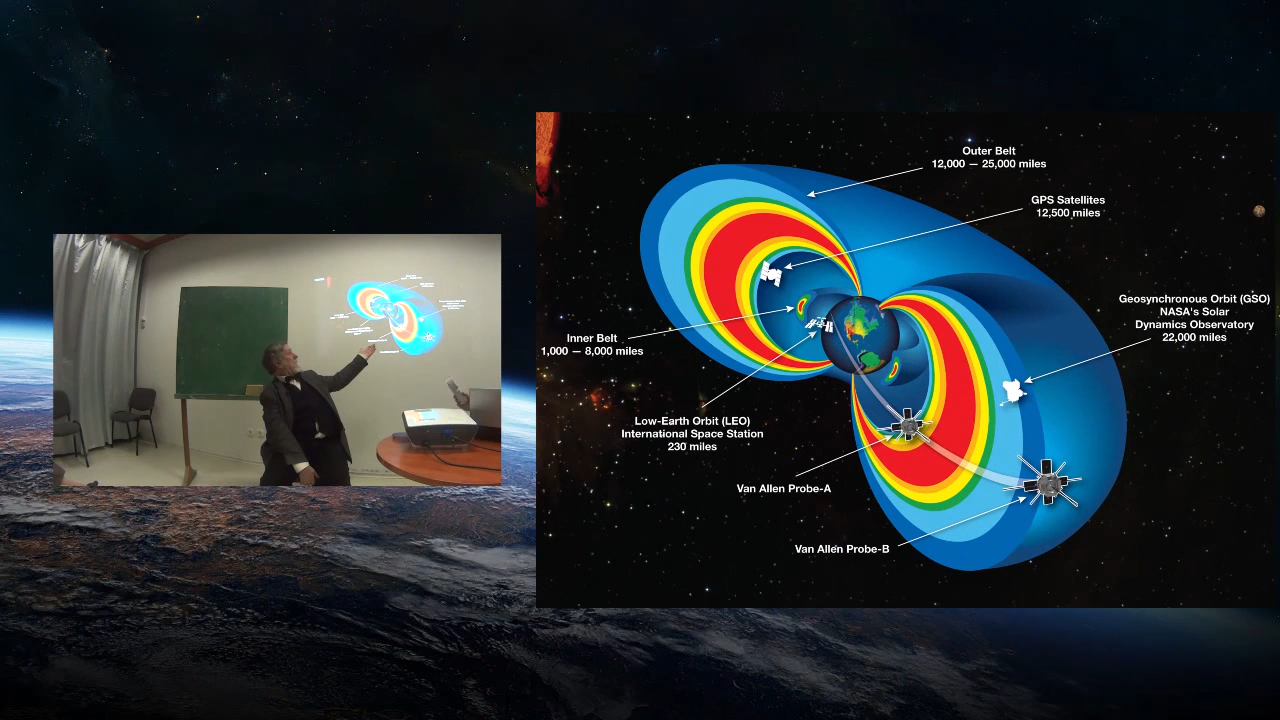 Outer Belt
12,000 — 25,000 miles
GPS Satellites
12,500 miles
Geosynchronous Orbit (GSO)
NASA's Solar
Dynamics Observatory
22,000 miles
Inner Belt
1,000 — 8,000 miles
Low-Earth Orbit (LEO)
International Space Station
230 miles
Van Allen Probe-A
Van Allen Probe-B